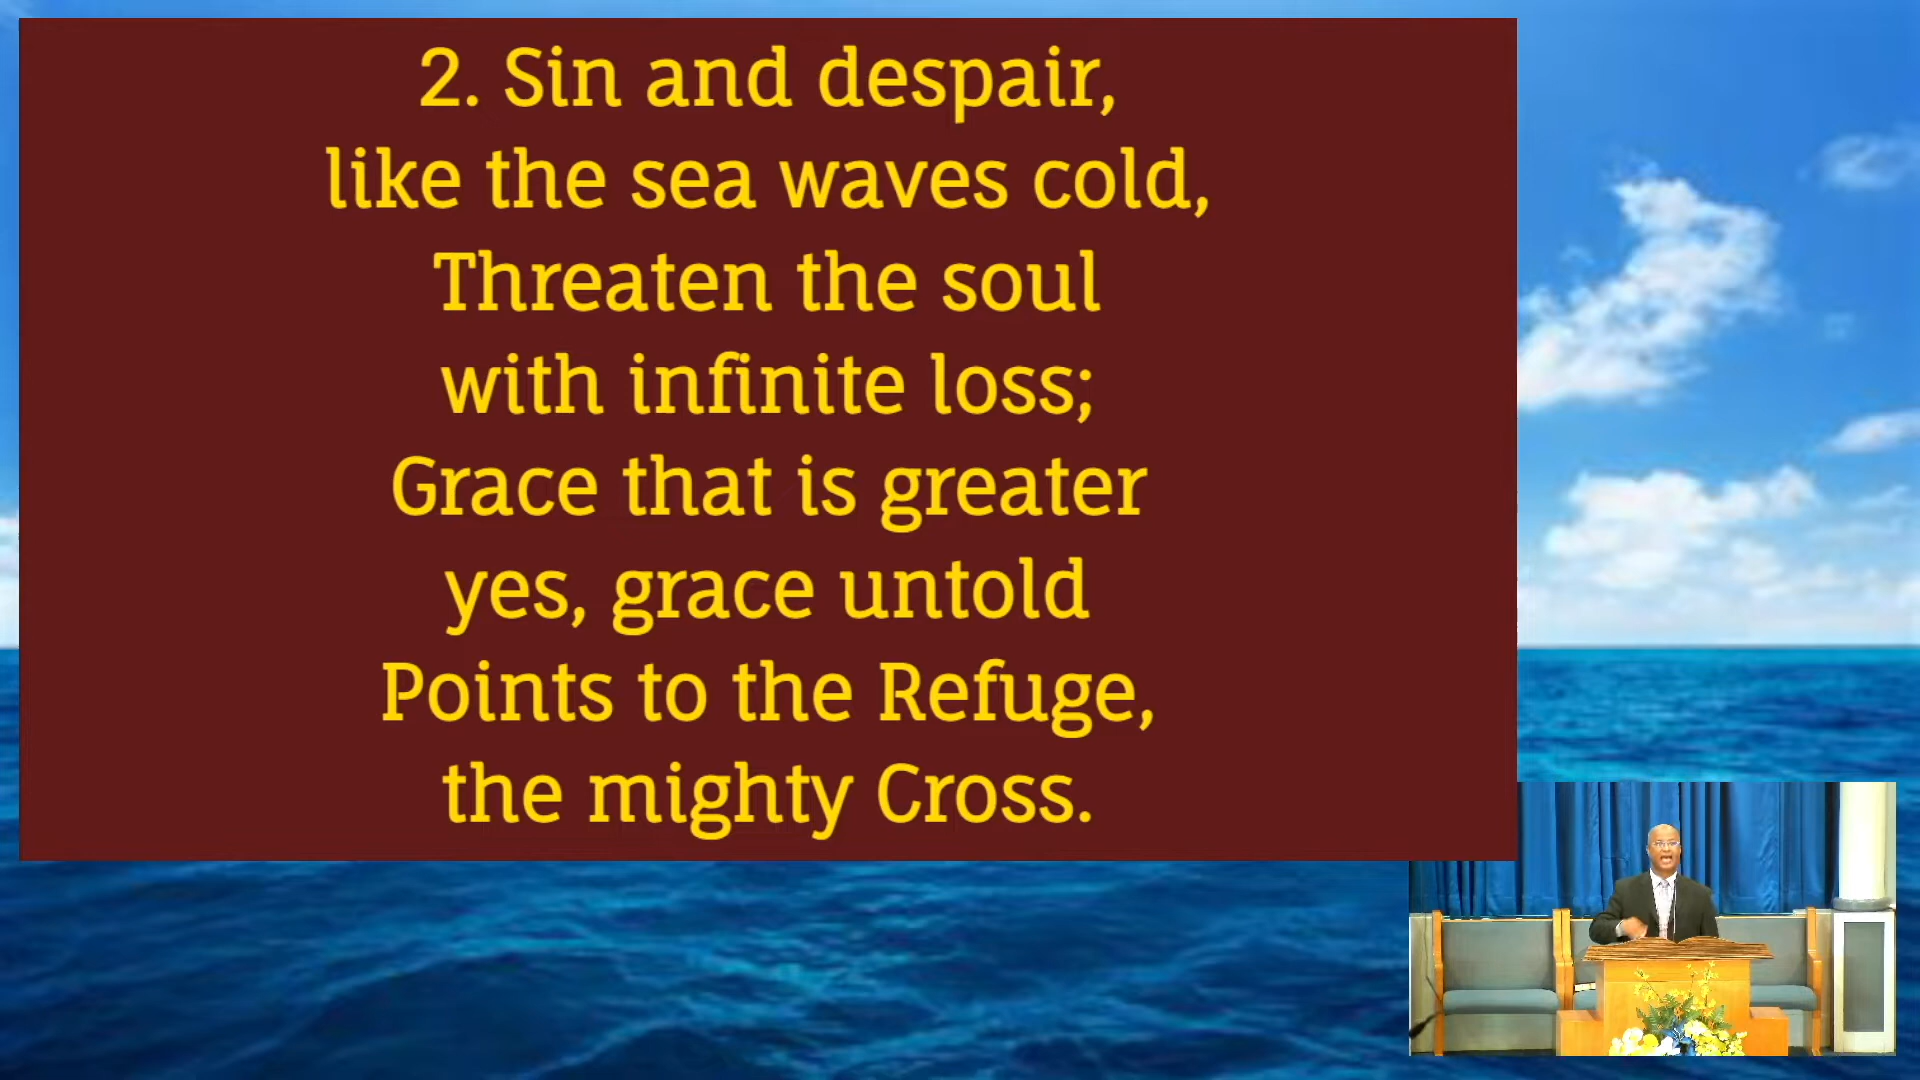 2. Sin and despair,
like the sea waves cold,
Threaten the soul
with infinite loss;
Grace that is greater
yes, grace untold
Points to the Refuge,
the mighty Cross.